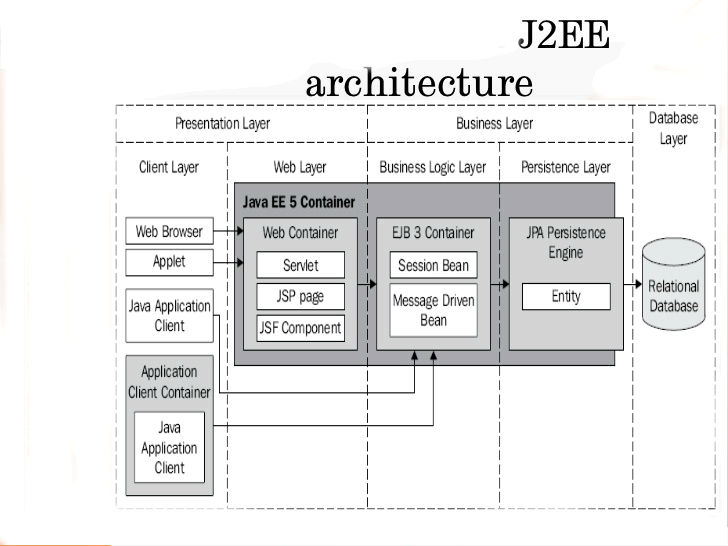 J2EE
architecture
Presentation Layer
Business Layer
Database
Layer
Client Layer
Web Layer
Business Logic Layer
Persistence Layer
Java EE 5 Container
Web Browser
Applet
Java Application
Client
Application
Client Container
Java
Application
Client
Web Container
Servlet
JSP page
JSF Component
EJB 3 Container
Session Bean
Message Driven
Bean
JPA Persistence
Engine
Entity
Relational
Database